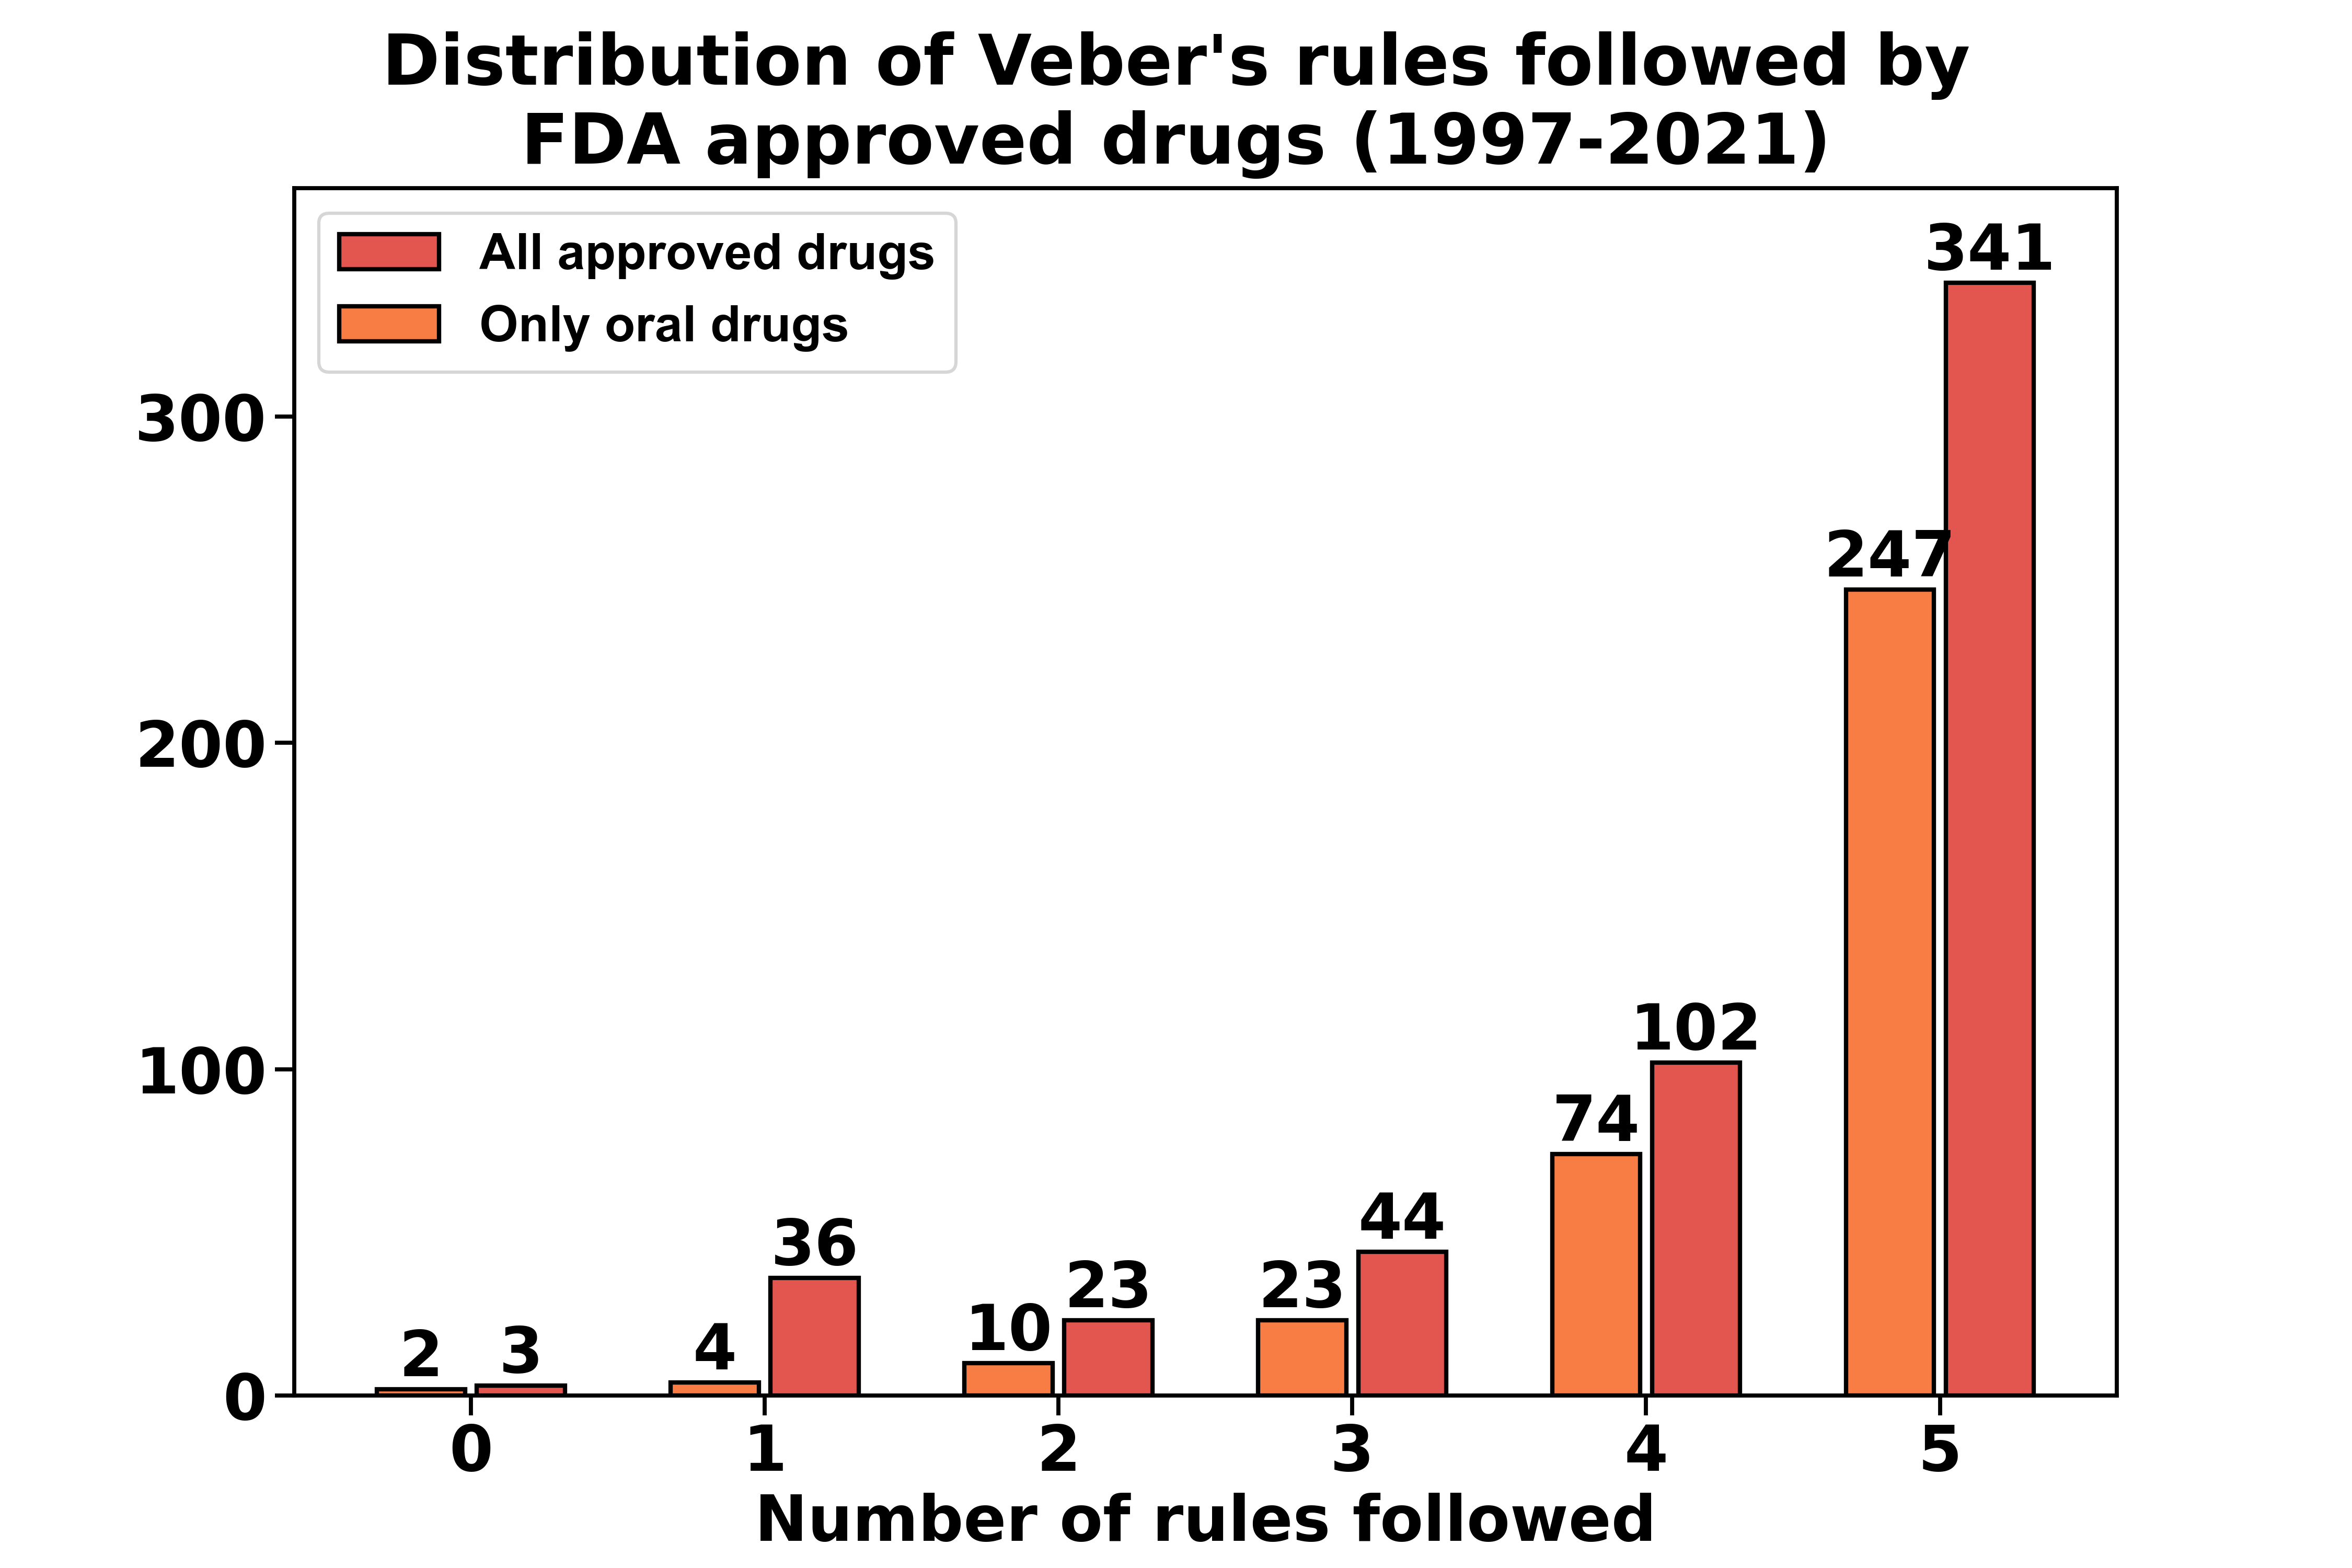 Distribution of Veber's rules followed by
FDA approved drugs (1997-2021)
All approved drugs
Only oral drugs
341
300
247
200
102
100
74
44
36
23
23
10
4
3
2
0
0 1 2 3 4 5
Number of rules followed